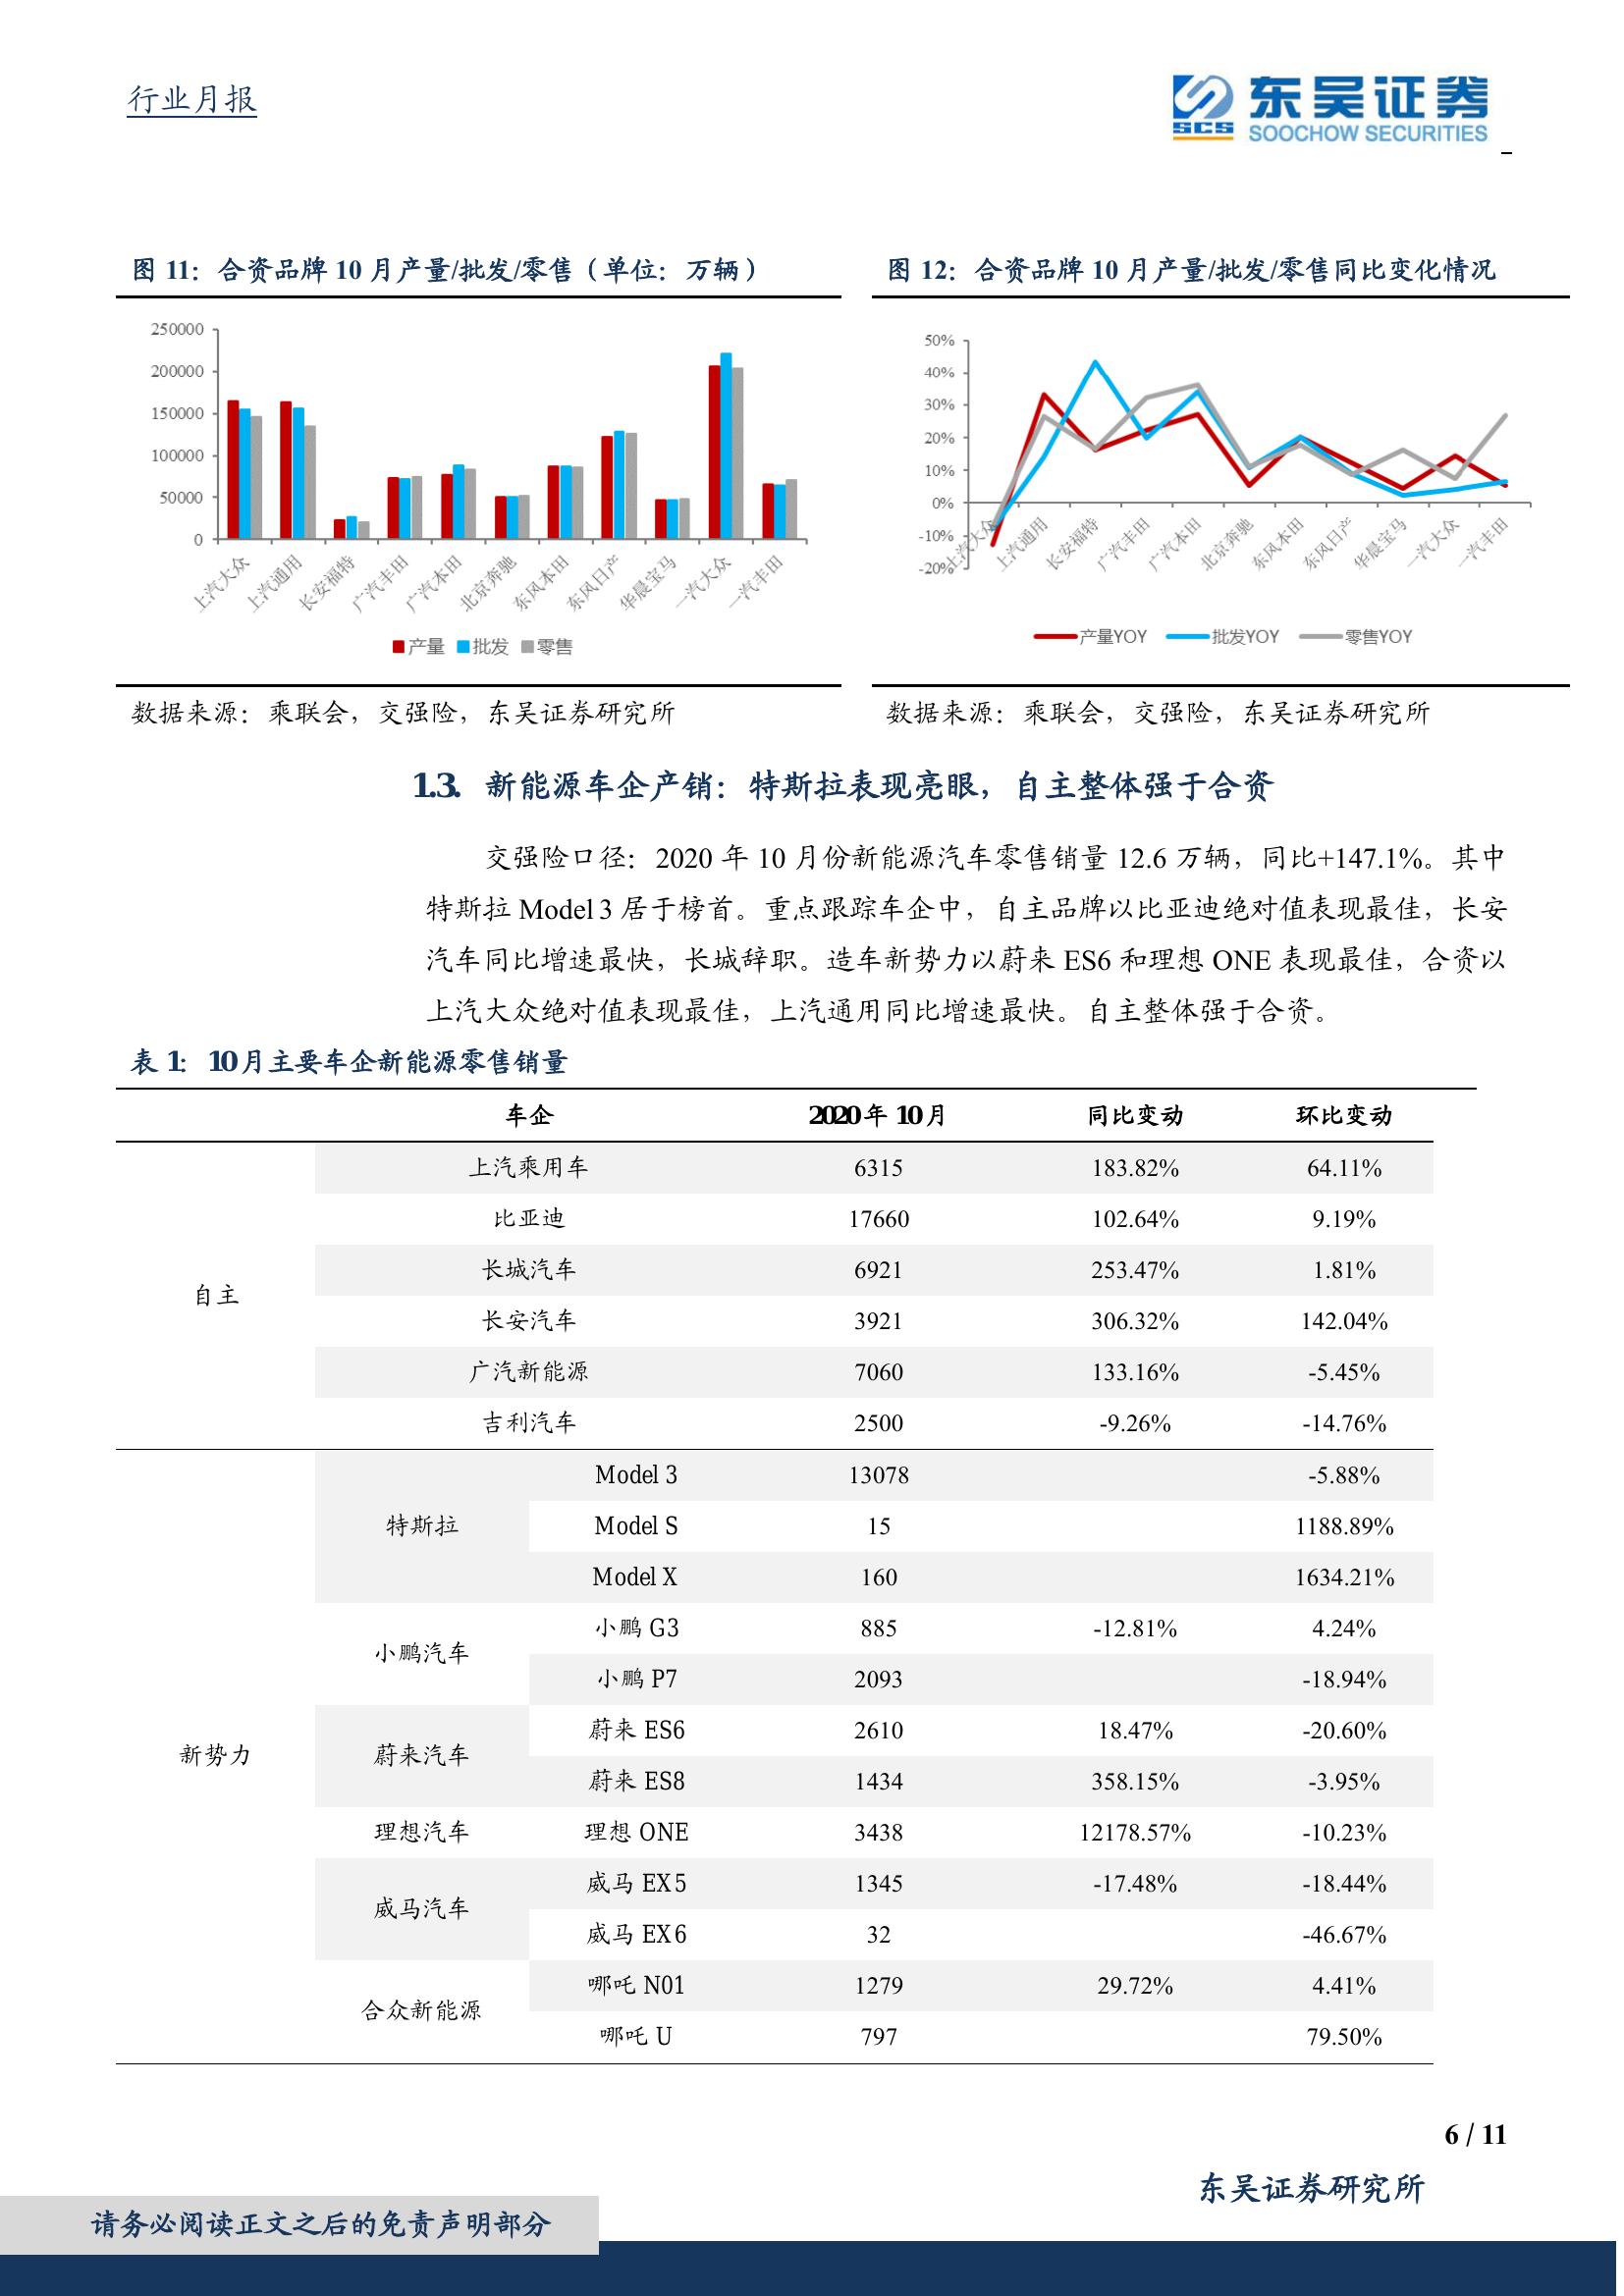 行业月报
SCS 东吴证券
SOOCHOW SECURITIES
图 11：合资品牌 10 月产量/批发/零售（单位：万辆）
250000
200000
150000
100000
50000
0
上汽大众 上汽通用 长安福特 广汽丰田 广汽本田 北京奔驰 东风本田 东风日产 华晨宝马 一汽大众 一汽丰田
产量 批发 零售
数据来源：乘联会，交强险，东吴证券研究所
图 12：合资品牌 10 月产量/批发/零售同比变化情况
50%
40%
30%
20%
10%
0%
-10%
-20%
上汽大众 上汽通用 长安福特 广汽丰田 广汽本田 北京奔驰 东风本田 东风日产 华晨宝马 一汽大众 一汽丰田
产量YOY 批发YOY 零售YOY
数据来源：乘联会，交强险，东吴证券研究所
1.3. 新能源车企产销：特斯拉表现亮眼，自主整体强于合资
交强险口径：2020 年 10 月份新能源汽车零售销量 12.6 万辆，同比+147.1%。其中
特斯拉 Model 3 居于榜首。重点跟踪车企中，自主品牌以比亚迪绝对值表现最佳，长安
汽车同比增速最快，长城辞职。造车新势力以蔚来 ES6 和理想 ONE 表现最佳，合资以
上汽大众绝对值表现最佳，上汽通用同比增速最快。自主整体强于合资。
表 1：10 月主要车企新能源零售销量
车企 2020 年 10 月 同比变动 环比变动
自主
上汽乘用车 6315 183.82% 64.11%
比亚迪 17660 102.64% 9.19%
长城汽车 6921 253.47% 1.81%
长安汽车 3921 306.32% 142.04%
广汽新能源 7060 133.16% -5.45%
吉利汽车 2500 -9.26% -14.76%
新势力
特斯拉
Model 3 13078 -5.88%
Model S 15 1188.89%
Model X 160 1634.21%
小鹏汽车
小鹏 G3 885 -12.81% 4.24%
小鹏 P7 2093 -18.94%
蔚来汽车
蔚来 ES6 2610 18.47% -20.60%
蔚来 ES8 1434 358.15% -3.95%
理想汽车 理想 ONE 3438 12178.57% -10.23%
威马汽车
威马 EX5 1345 -17.48% -18.44%
威马 EX6 32 -46.67%
合众新能源
哪吒 N01 1279 29.72% 4.41%
哪吒 U 797 79.50%
6 / 11
东吴证券研究所
请务必阅读正文之后的免责声明部分